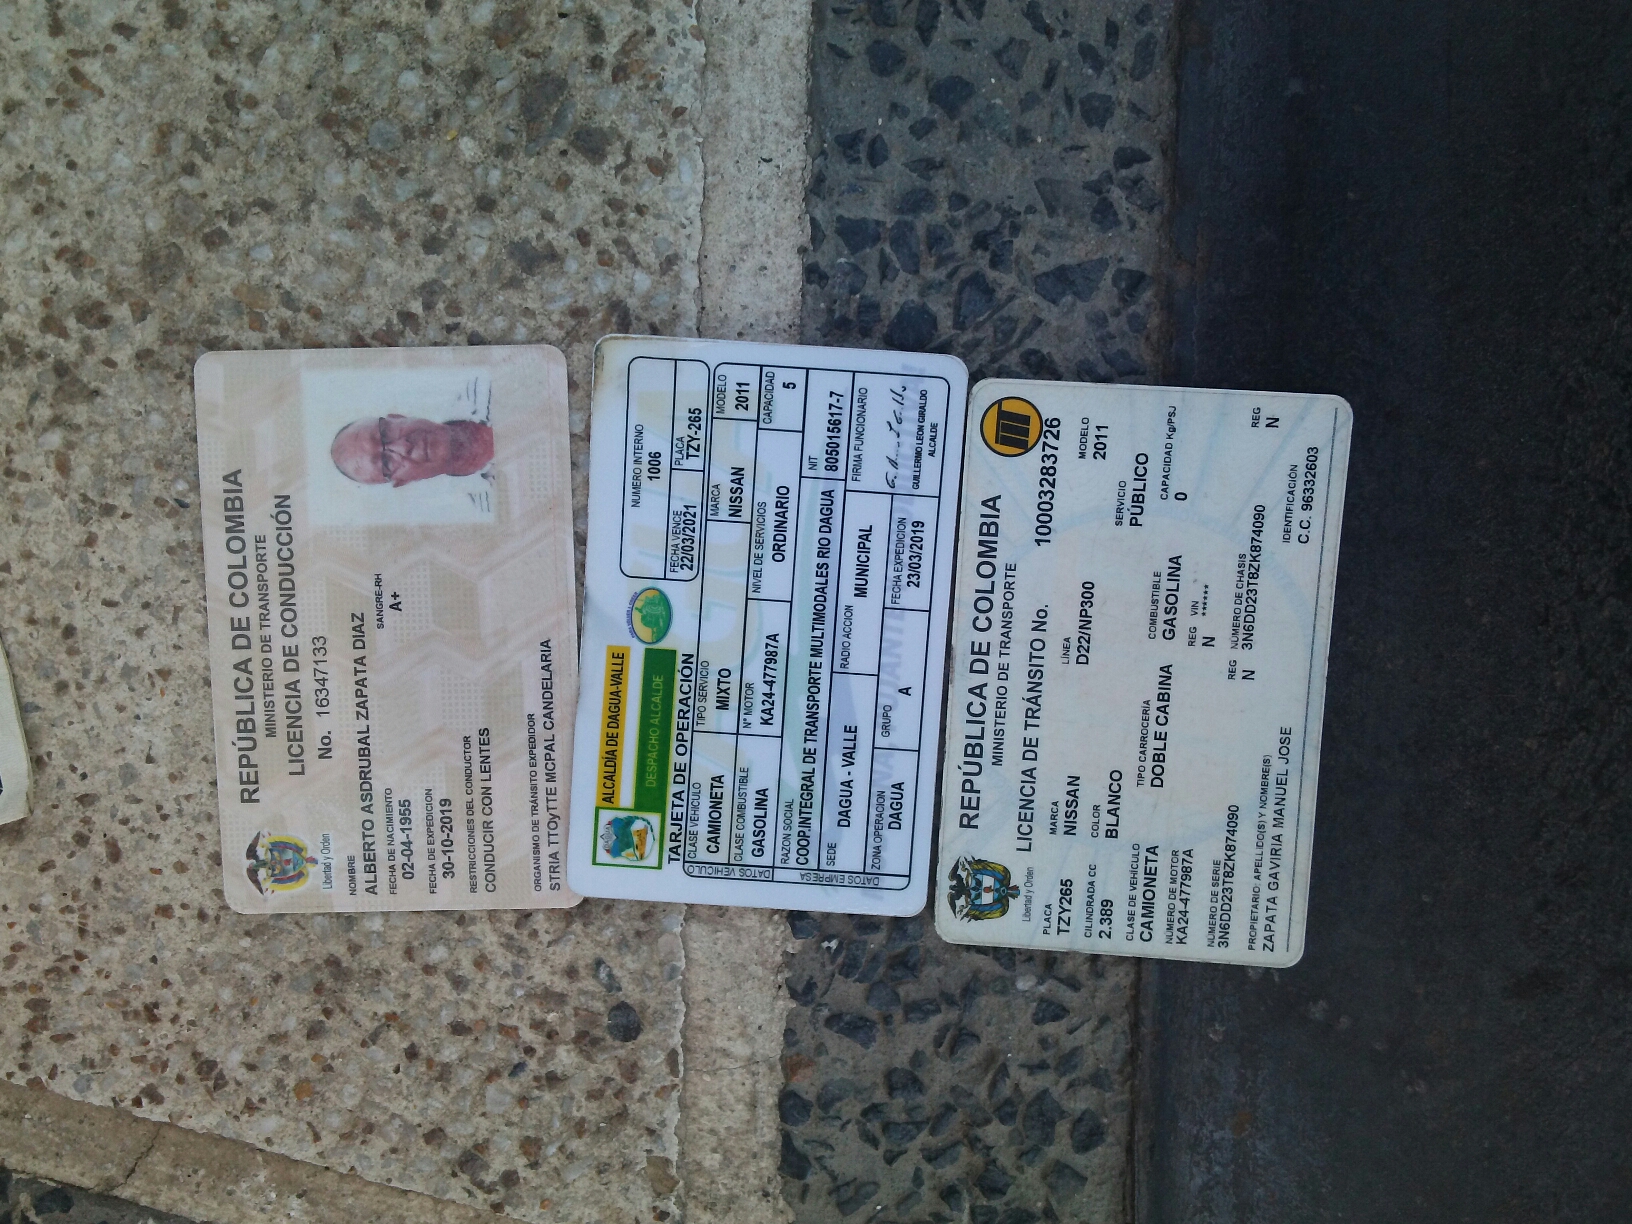 REPÚBLICA DE COLOMBIA
MINISTERIO DE TRANSPORTE
LICENCIA DE CONDUCCIÓN
No. 16347133
Libertad y Orden
NOMBRE
ALBERTO ASDRUBAL ZAPATA DIAZ
FECHA DE NACIMIENTO
02-04-1955
SANGRE-RH
A+
FECHA DE EXPEDICION
30-10-2019
RESTRICCIONES DEL CONDUCTOR
CONDUCIR CON LENTES
ORGANISMO DE TRÁNSITO EXPEDIDOR
STRIA TTOyTTE MCPAL CANDELARIA
ALCALDÍA DE DAGUA-VALLE
DESPACHO ALCALDE
TARJETA DE OPERACIÓN
NUMERO INTERNO
1006
FECHA VENCE
22/03/2021
PLACA
TZY-265
DATOS VEHICULO
CLASE VEHICULO
CAMIONETA
TIPO SERVICIO
MIXTO
MARCA
NISSAN
MODELO
2011
CLASE COMBUSTIBLE
GASOLINA
Nº MOTOR
KA24-477987A
NIVEL DE SERVICIOS
ORDINARIO
CAPACIDAD
5
DATOS EMPRESA
RAZON SOCIAL
COOP.INTEGRAL DE TRANSPORTE MULTIMODALES RIO DAGUA
NIT
805015617-7
SEDE
DAGUA - VALLE
RADIO ACCION
MUNICIPAL
FIRMA FUNCIONARIO
GUILLERMO LEON GIRALDO
ALCALDE
ZONA OPERACION
DAGUA
GRUPO
A
FECHA EXPEDICION
23/03/2019
REPÚBLICA DE COLOMBIA
MINISTERIO DE TRANSPORTE
LICENCIA DE TRÁNSITO No. 10003283726
Libertad y Orden
PLACA
TZY265
MARCA
NISSAN
LÍNEA
D22/NP300
MODELO
2011
CILINDRADA CC
2.389
COLOR
BLANCO
SERVICIO
PÚBLICO
CLASE DE VEHÍCULO
CAMIONETA
TIPO CARROCERÍA
DOBLE CABINA
COMBUSTIBLE
GASOLINA
CAPACIDAD Kg/PSJ
0
NÚMERO DE MOTOR
KA24-477987A
REG
N
VIN
******
NÚMERO DE SERIE
3N6DD23T8ZK874090
REG
N
NÚMERO DE CHASIS
3N6DD23T8ZK874090
REG
N
PROPIETARIO: APELLIDO(S) Y NOMBRE(S)
ZAPATA GAVIRIA MANUEL JOSE
IDENTIFICACIÓN
C.C. 96332603